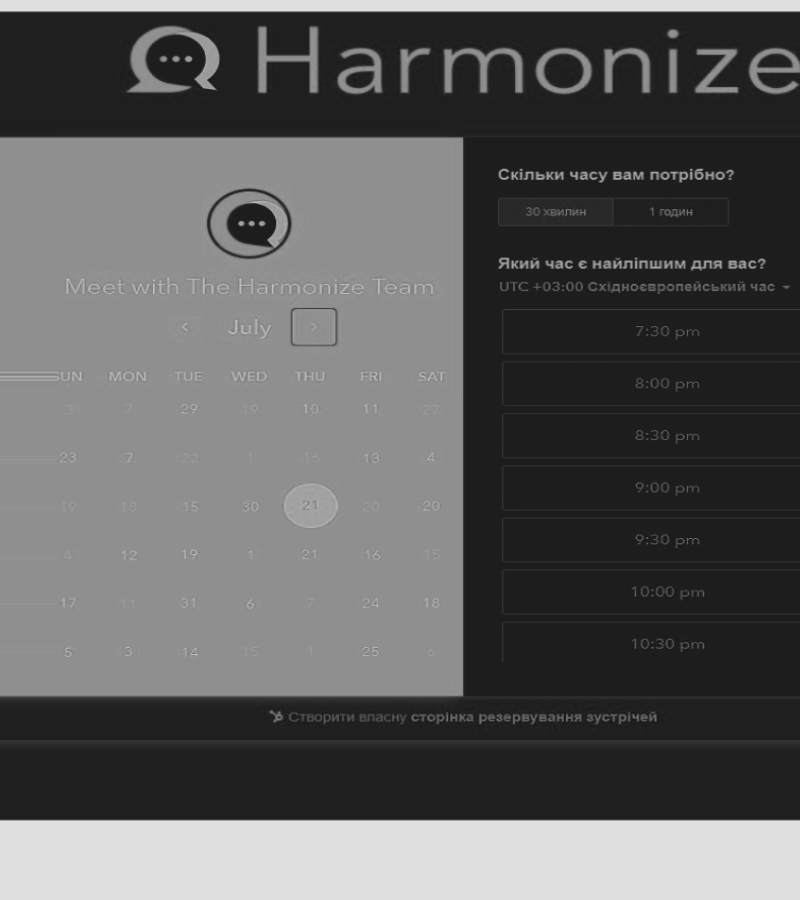 Harmonize
Meet with The Harmonize Team
July
UN MON TUE WED THU FRI SAT
3 7 29 19 10 11 27
23 7 22 1 16 13 4
19 18 15 30 21 20 20
4 12 19 1 21 16 15
17 11 31 6 7 24 18
5 3 14 15 1 25 6
Скільки часу вам потрібно?
30 хвилин 1 годин
Який час є найліпшим для вас?
UTC +03:00 Східноєвропейський час
7:30 pm
8:00 pm
8:30 pm
9:00 pm
9:30 pm
10:00 pm
10:30 pm
Створити власну сторінка резервування зустрічей